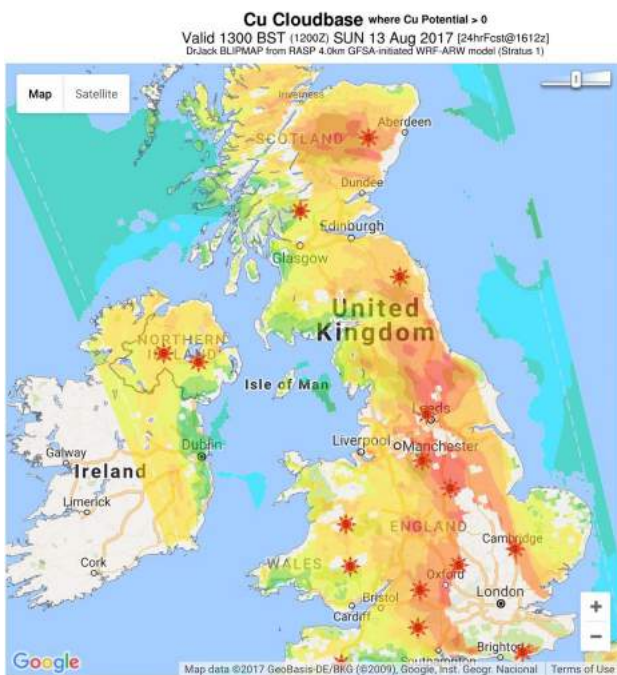 Cu Cloudbase where Cu Potential > 0
Valid 1300 BST (1200Z) SUN 13 Aug 2017 [24hrFcst@1612z]
DrJack BLIPMAP from RASP 4.0km GFSA-initiated WRF-ARW model (Stratus 1)
Map Satellite
Inverness
SCOTLAND
Aberdeen
Dundee
Edinburgh
Glasgow
United
Kingdom
NORTHERN
IRELAND
Isle of Man
Leeds
Dublin
Liverpool
Manchester
Galway
Ireland
Limerick
ENGLAND
Cambridge
Cork
WALES
Oxford
London
Bristol
Cardiff
Southampton
Brighton
+
−
Google
Map data ©2017 GeoBasis-DE/BKG (©2009), Google, Inst. Geogr. Nacional
Terms of Use